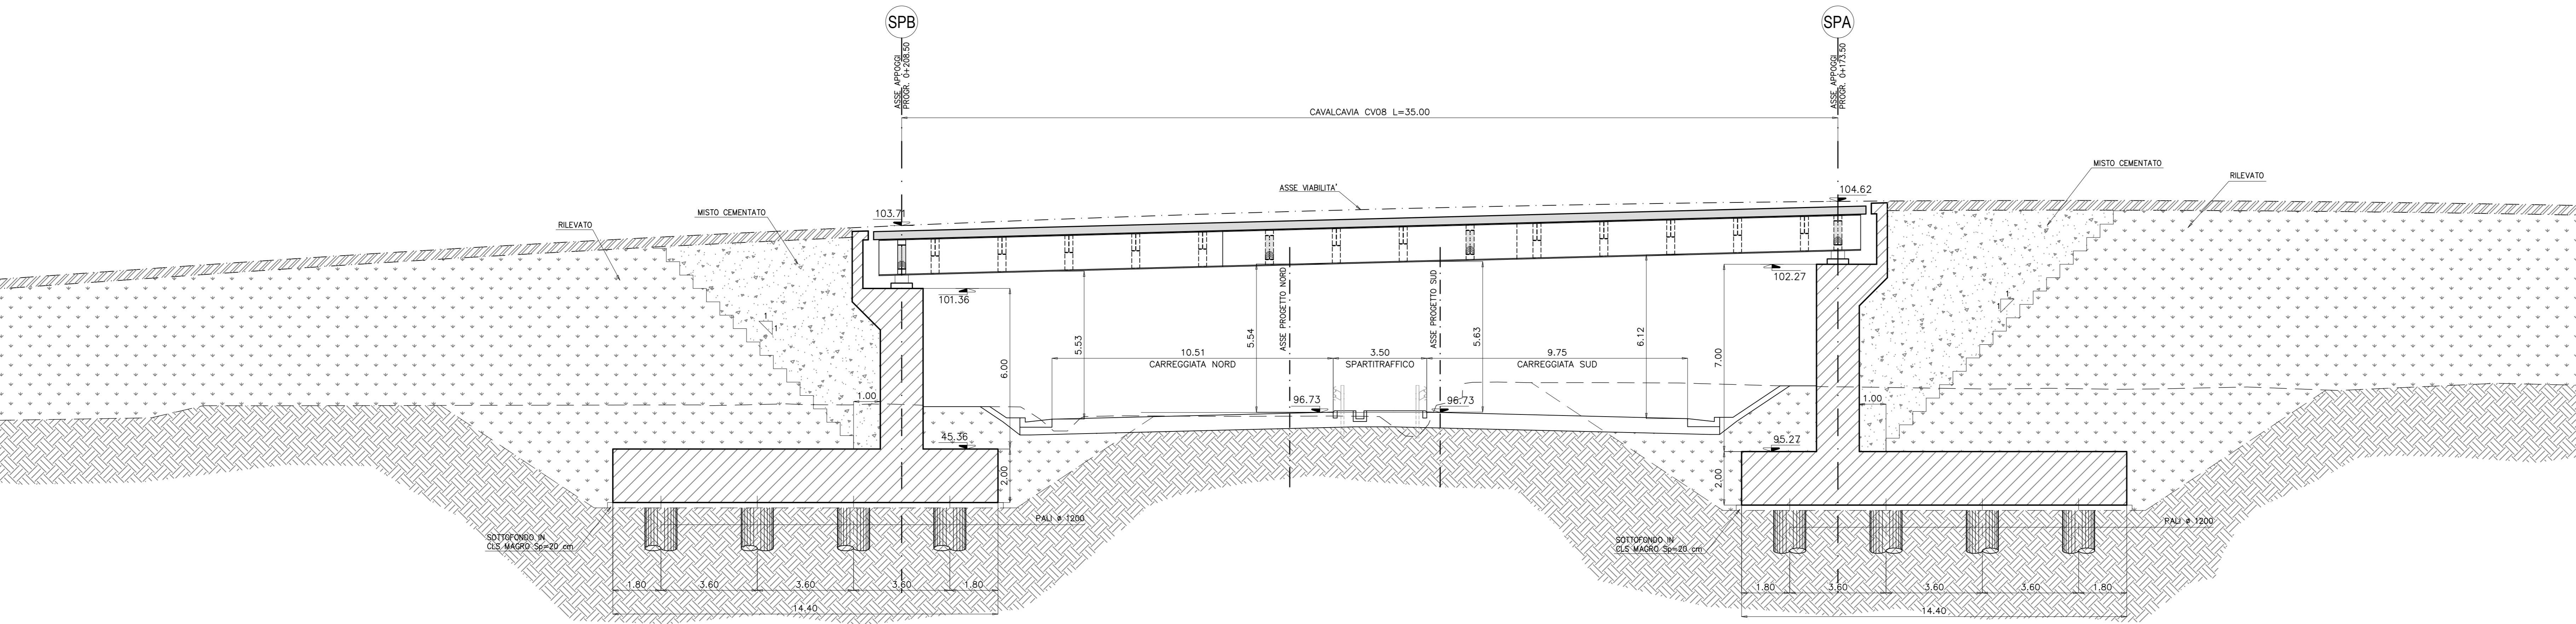 SPB
SPA
ASSE APPOGGI
PROGR. 0+208.50
ASSE APPOGGI
PROGR. 0+173.50
CAVALCAVIA CV08 L=35.00
MISTO CEMENTATO
RILEVATO
ASSE VIABILITA'
104.62
103.71
MISTO CEMENTATO
RILEVATO
102.27
101.36
ASSE PROGETTO NORD
ASSE PROGETTO SUD
1
1
1
1
5.53
5.54
5.63
6.12
7.00
6.00
10.51
3.50
9.75
CARREGGIATA NORD
SPARTITRAFFICO
CARREGGIATA SUD
1.00
96.73
96.73
1.00
45.36
95.27
2.00
2.00
PALI ø 1200
PALI ø 1200
SOTTOFONDO IN
CLS MAGRO Sp=20 cm
SOTTOFONDO IN
CLS MAGRO Sp=20 cm
1.80
3.60
3.60
3.60
1.80
1.80
3.60
3.60
3.60
1.80
14.40
14.40